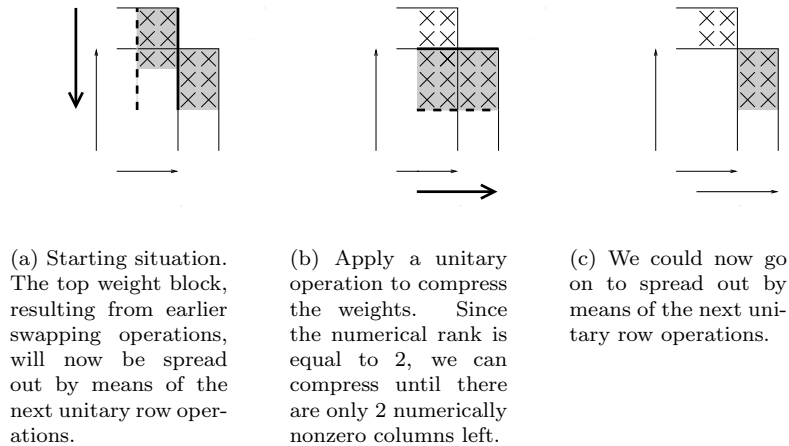 (a) Starting situation.
The top weight block,
resulting from earlier
swapping operations,
will now be spread
out by means of the
next unitary row oper-
ations.
(b) Apply a unitary
operation to compress
the weights. Since
the numerical rank is
equal to 2, we can
compress until there
are only 2 numerically
nonzero columns left.
(c) We could now go
on to spread out by
means of the next uni-
tary row operations.